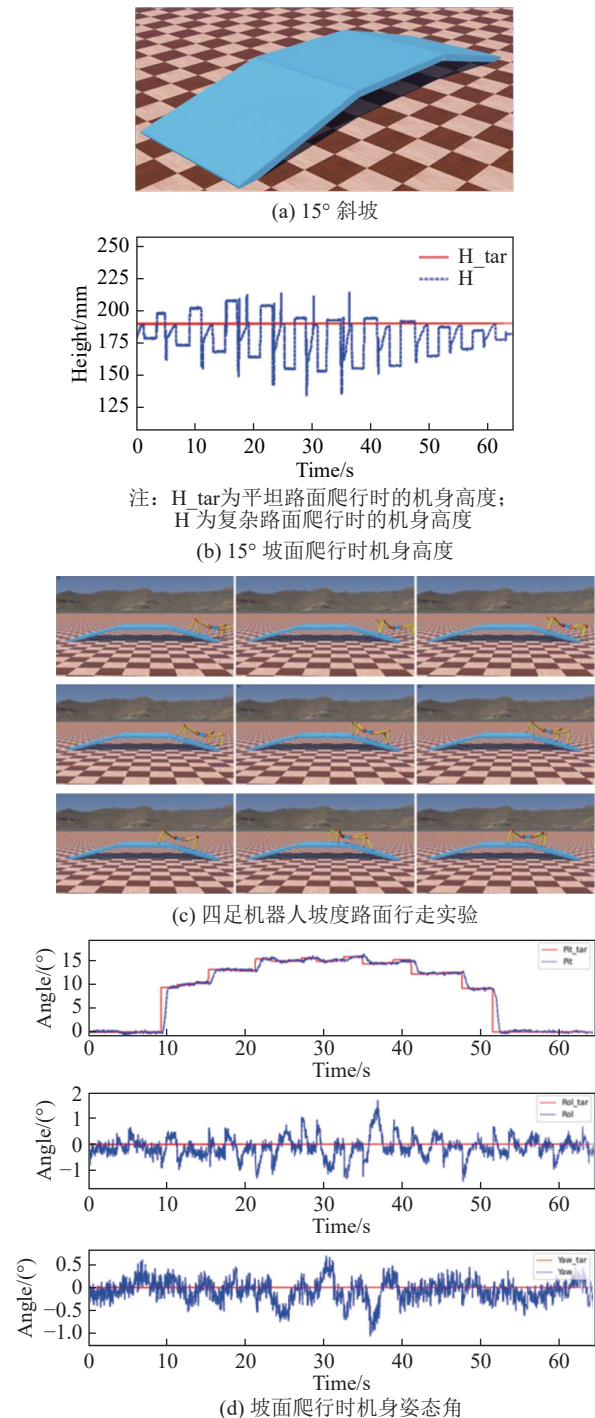 (a) 15° 斜坡
250
225
200
175
150
125
Height/mm
H_tar
H
0 10 20 30 40 50 60
Time/s
注：H_tar为平坦路面爬行时的机身高度；
H为复杂路面爬行时的机身高度
(b) 15° 坡面爬行时机身高度
(c) 四足机器人坡度路面行走实验
15
10
5
0
Angle/(°)
Pit_tar
Pit
0 10 20 30 40 50 60
Time/s
2
1
0
−1
Angle/(°)
Rol_tar
Rol
0 10 20 30 40 50 60
Time/s
0.5
0
−0.5
−1.0
Angle/(°)
Yaw_tar
Yaw
0 10 20 30 40 50 60
Time/s
(d) 坡面爬行时机身姿态角